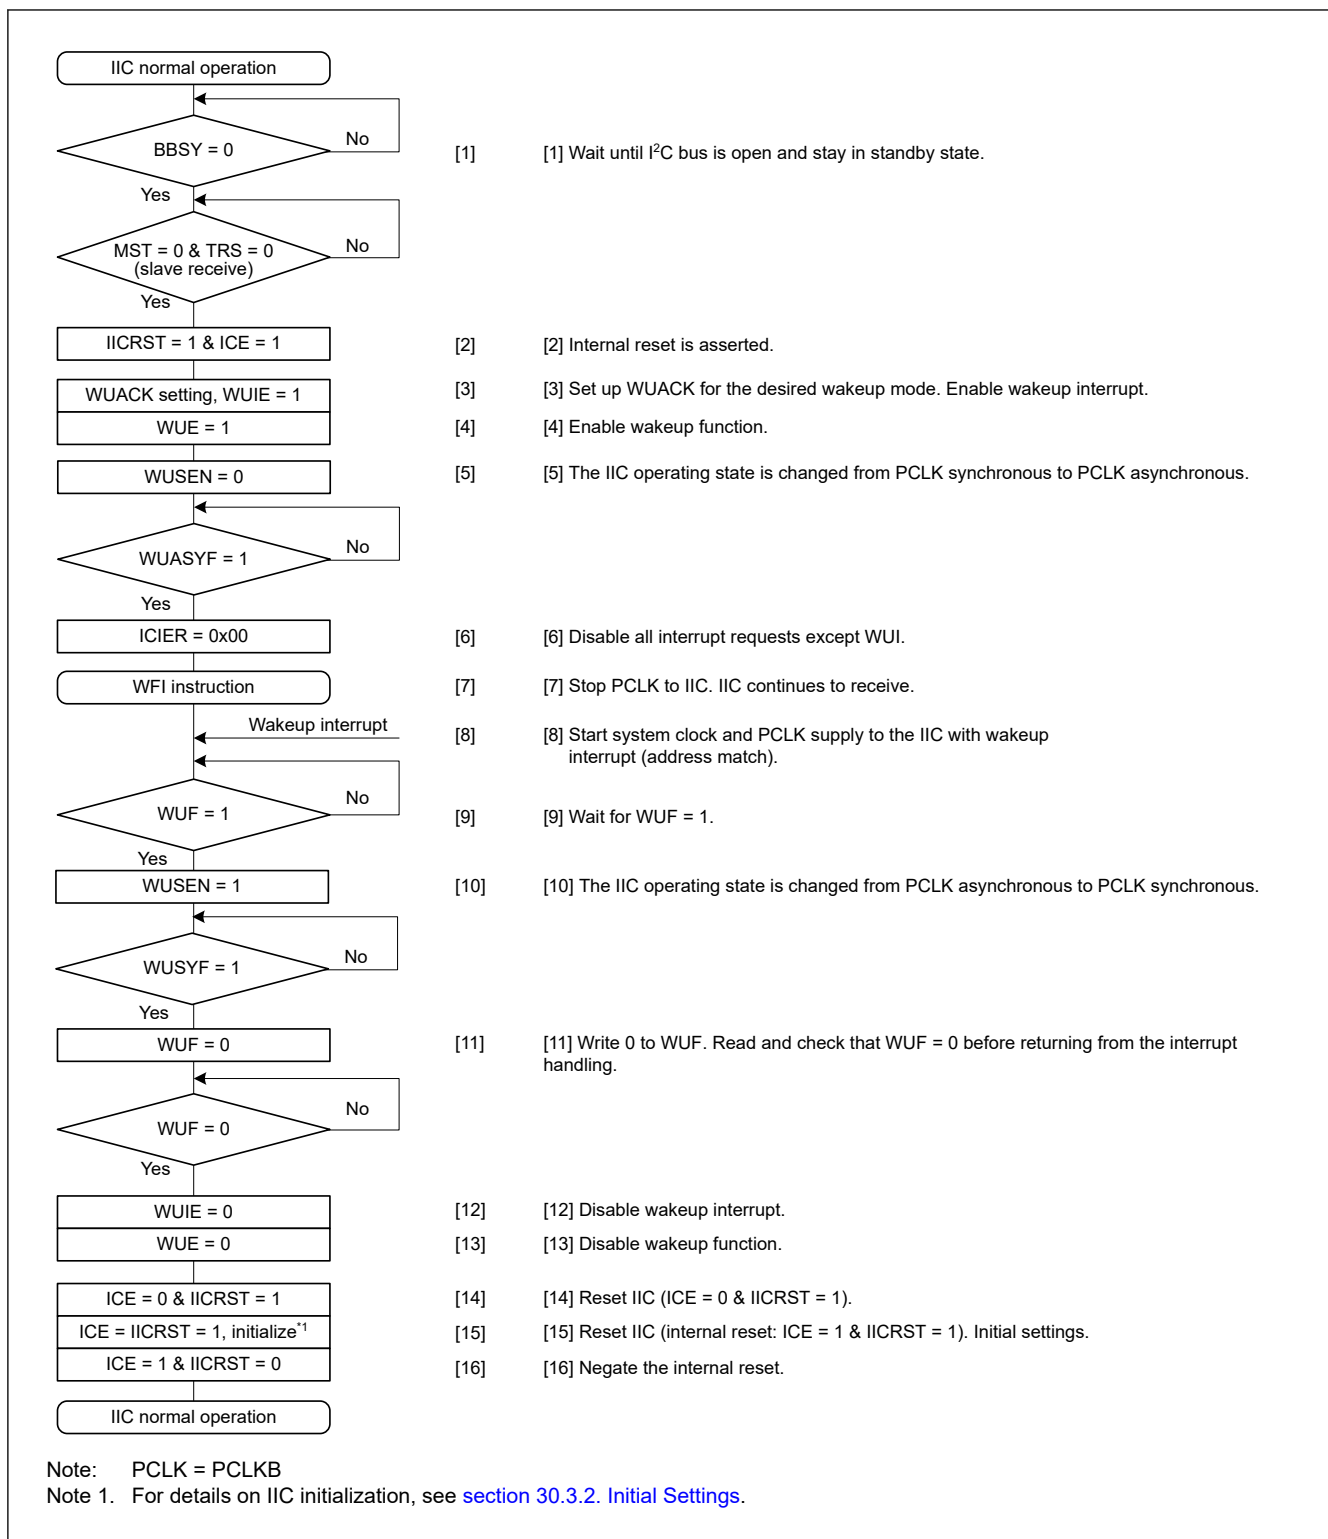 IIC normal operation
No
BBSY = 0
[1] [1] Wait until I²C bus is open and stay in standby state.
Yes
No
MST = 0 & TRS = 0
(slave receive)
Yes
IICRST = 1 & ICE = 1
[2] [2] Internal reset is asserted.
WUACK setting, WUIE = 1
[3] [3] Set up WUACK for the desired wakeup mode. Enable wakeup interrupt.
WUE = 1
[4] [4] Enable wakeup function.
WUSEN = 0
[5] [5] The IIC operating state is changed from PCLK synchronous to PCLK asynchronous.
No
WUASYF = 1
Yes
ICIER = 0x00
[6] [6] Disable all interrupt requests except WUI.
WFI instruction
[7] [7] Stop PCLK to IIC. IIC continues to receive.
Wakeup interrupt
[8] [8] Start system clock and PCLK supply to the IIC with wakeup
interrupt (address match).
No
WUF = 1
[9] [9] Wait for WUF = 1.
Yes
WUSEN = 1
[10] [10] The IIC operating state is changed from PCLK asynchronous to PCLK synchronous.
No
WUSYF = 1
Yes
WUF = 0
[11] [11] Write 0 to WUF. Read and check that WUF = 0 before returning from the interrupt
handling.
No
WUF = 0
Yes
WUIE = 0
[12] [12] Disable wakeup interrupt.
WUE = 0
[13] [13] Disable wakeup function.
ICE = 0 & IICRST = 1
[14] [14] Reset IIC (ICE = 0 & IICRST = 1).
ICE = IICRST = 1, initialize*1
[15] [15] Reset IIC (internal reset: ICE = 1 & IICRST = 1). Initial settings.
ICE = 1 & IICRST = 0
[16] [16] Negate the internal reset.
IIC normal operation
Note: PCLK = PCLKB
Note 1. For details on IIC initialization, see section 30.3.2. Initial Settings.